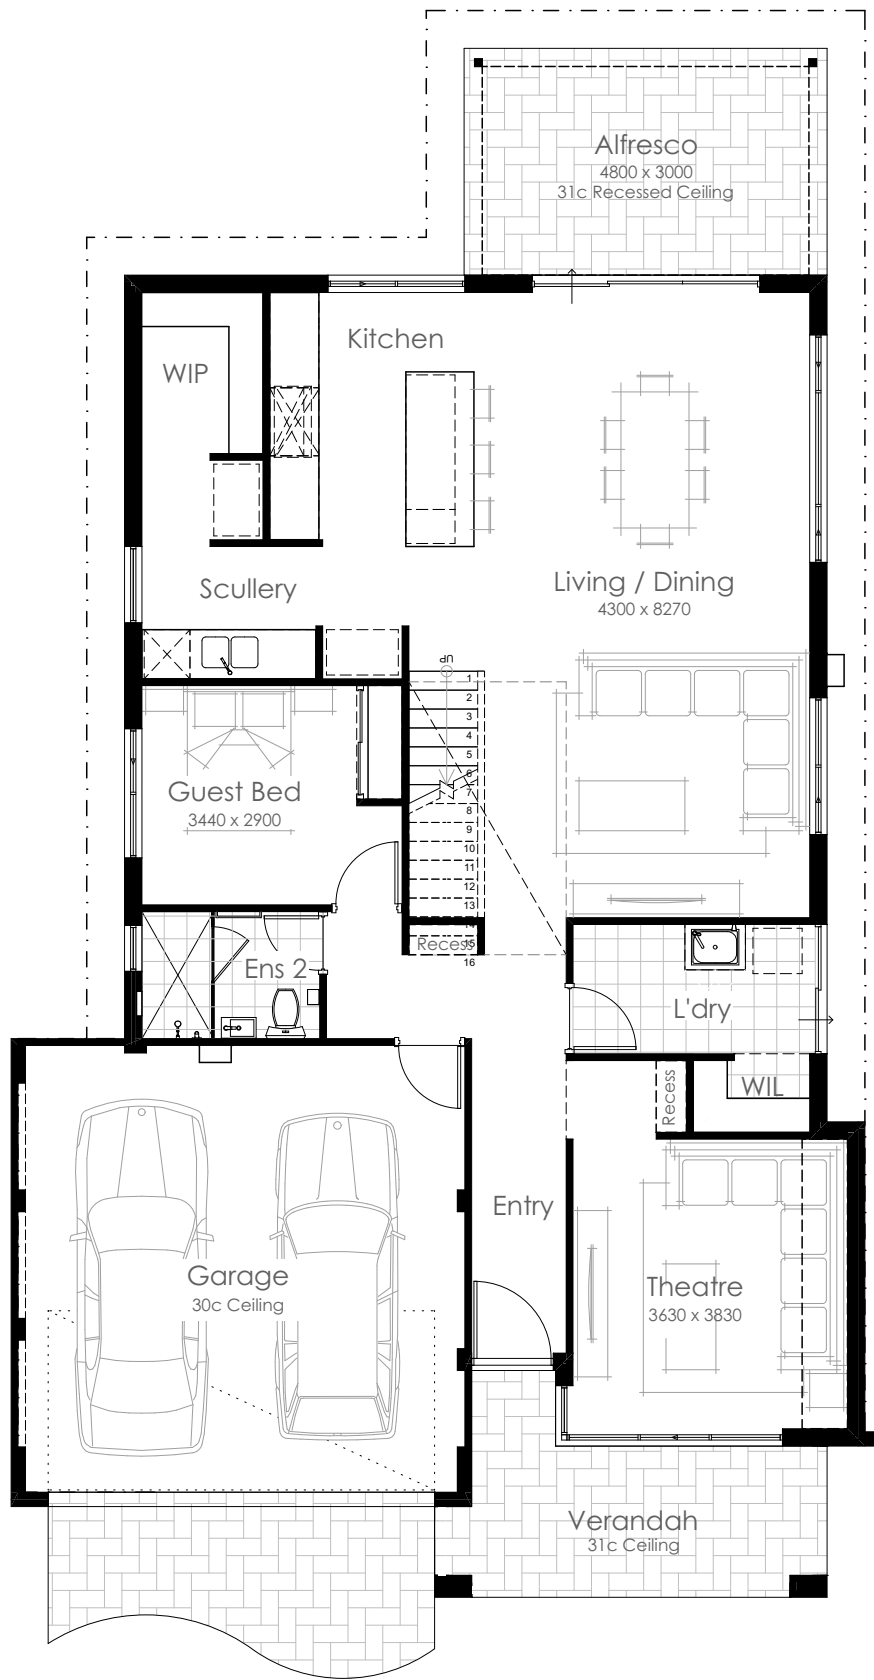 Alfresco
4800 x 3000
31c Recessed Ceiling
Kitchen
WIP
Scullery
Living / Dining
4300 x 8270
UP
1
2
3
4
5
6
7
8
9
10
11
12
13
14
15
16
Guest Bed
3440 x 2900
Recess
Ens 2
L'dry
WIL
Recess
Entry
Garage
30c Ceiling
Theatre
3630 x 3830
Verandah
31c Ceiling